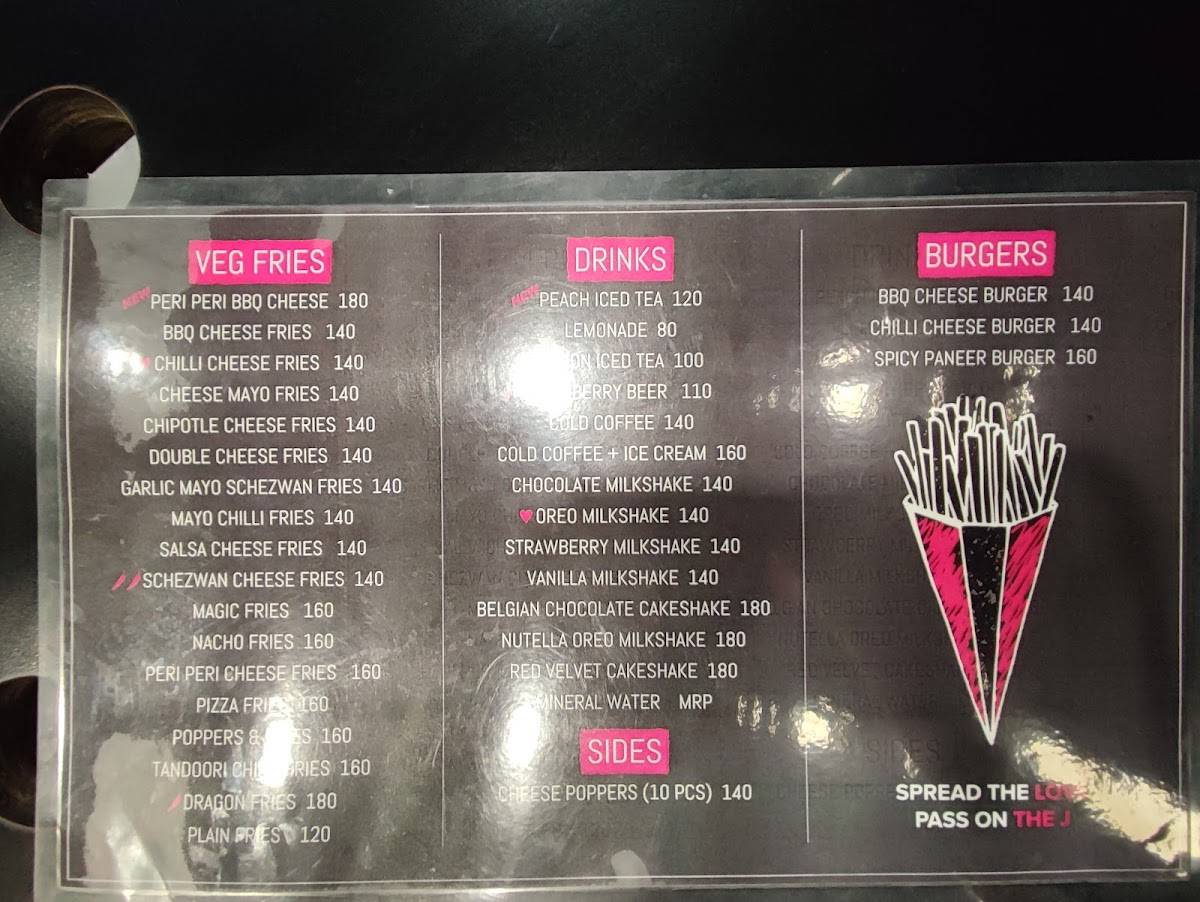 VEG FRIES
NEW PERI PERI BBQ CHEESE 180
BBQ CHEESE FRIES 140
CHILLI CHEESE FRIES 140
CHEESE MAYO FRIES 140
CHIPOTLE CHEESE FRIES 140
DOUBLE CHEESE FRIES 140
GARLIC MAYO SCHEZWAN FRIES 140
MAYO CHILLI FRIES 140
SALSA CHEESE FRIES 140
SCHEZWAN CHEESE FRIES 140
MAGIC FRIES 160
NACHO FRIES 160
PERI PERI CHEESE FRIES 160
PIZZA FRIES 160
POPPERS & 160
TANDOORI FRIES 160
DRAGON FRIES 180
PLAIN FRIES 120
DRINKS
NEW PEACH ICED TEA 120
LEMONADE 80
ICED TEA 100
BEER 110
COLD COFFEE 140
COLD COFFEE + ICE CREAM 160
CHOCOLATE MILKSHAKE 140
OREO MILKSHAKE 140
STRAWBERRY MILKSHAKE 140
VANILLA MILKSHAKE 140
BELGIAN CHOCOLATE CAKESHAKE 180
NUTELLA OREO MILKSHAKE 180
RED VELVET CAKESHAKE 180
MINERAL WATER MRP
SIDES
CHEESE POPPERS (10 PCS) 140
BURGERS
BBQ CHEESE BURGER 140
CHILLI CHEESE BURGER 140
SPICY PANEER BURGER 160
SPREAD THE
PASS ON THE J